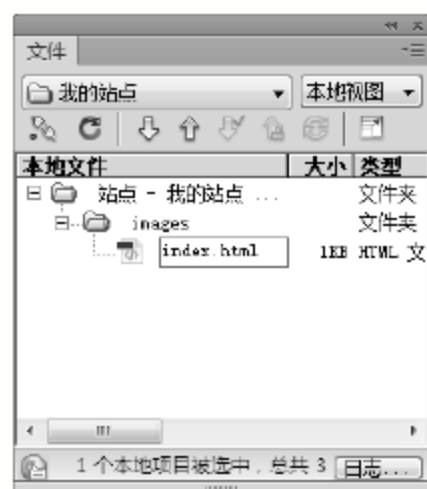 文件
我的站点 本地视图
本地文件 大小 类型
站点 - 我的站点 ... 文件夹
images 文件夹
index.html 1KB HTML 文
1 个本地项目被选中，总共 3 日志...